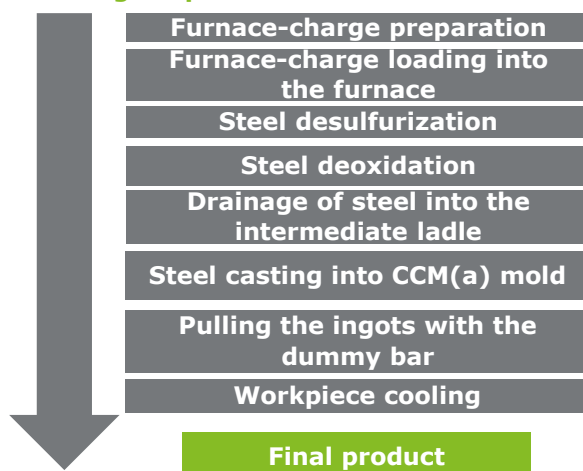 Furnace-charge preparation
Furnace-charge loading into
the furnace
Steel desulfurization
Steel deoxidation
Drainage of steel into the
intermediate ladle
Steel casting into CCM(a) mold
Pulling the ingots with the
dummy bar
Workpiece cooling
Final product